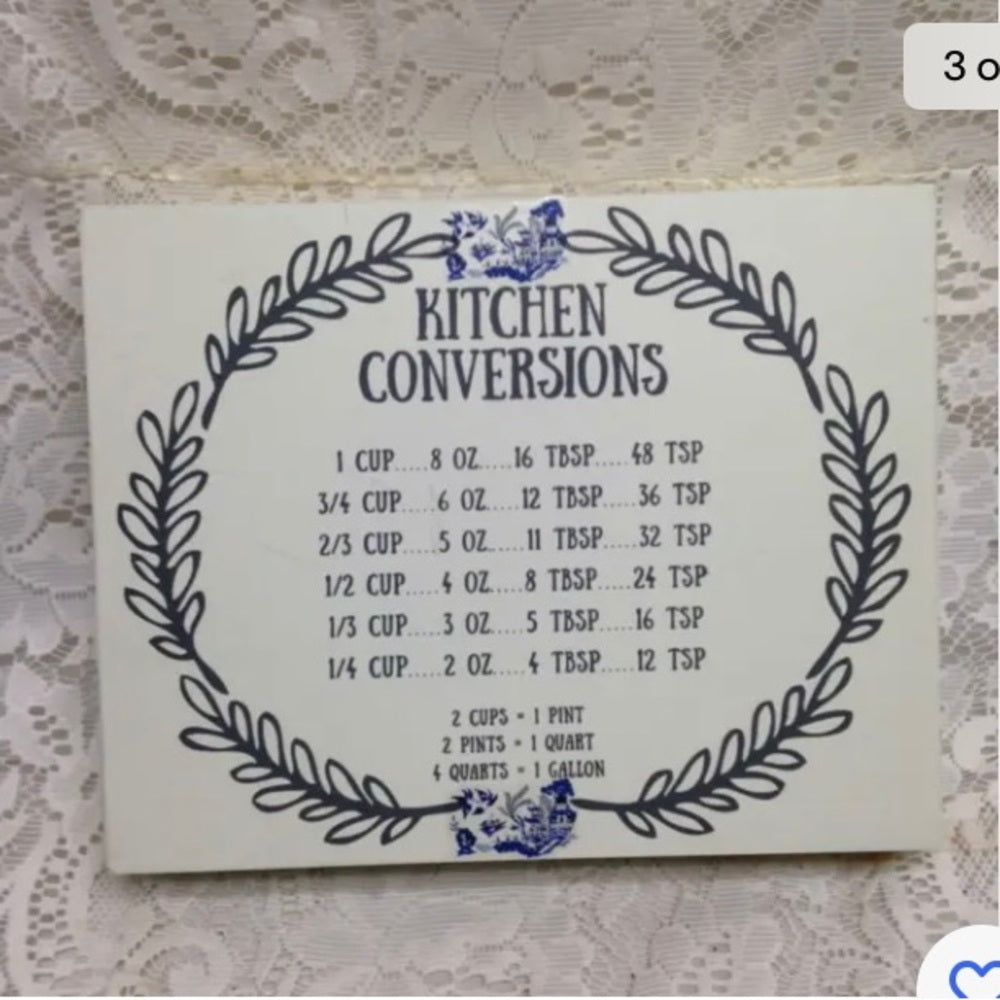 3 o
KITCHEN
CONVERSIONS
1 CUP.....8 OZ.....16 TBSP.....48 TSP
3/4 CUP.....6 OZ.....12 TBSP.....36 TSP
2/3 CUP.....5 OZ.....11 TBSP.....32 TSP
1/2 CUP.....4 OZ.....8 TBSP.....24 TSP
1/3 CUP.....3 OZ.....5 TBSP.....16 TSP
1/4 CUP.....2 OZ.....4 TBSP.....12 TSP
2 CUPS = 1 PINT
2 PINTS = 1 QUART
4 QUARTS = 1 GALLON